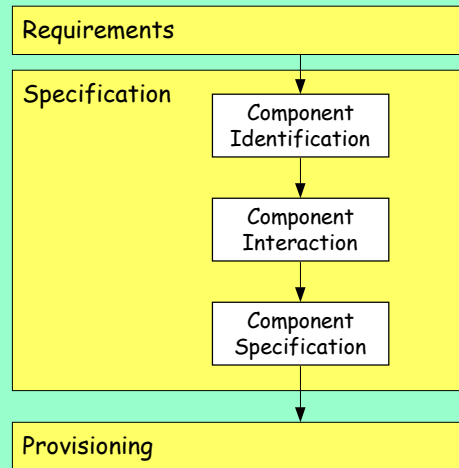 Requirements
Specification
Component
Identification
Component
Interaction
Component
Specification
Provisioning